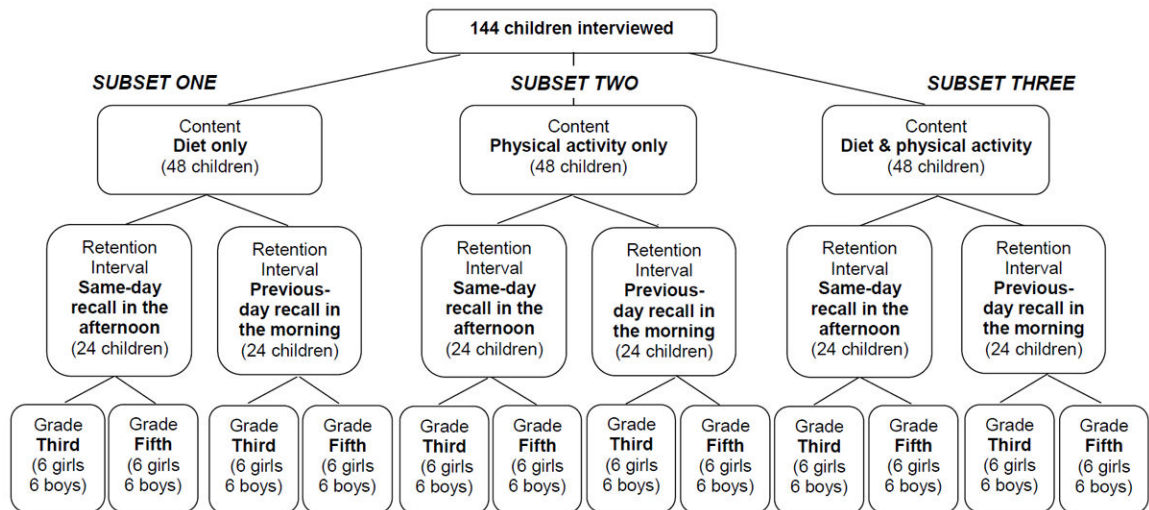 144 children interviewed
SUBSET ONE
SUBSET TWO
SUBSET THREE
Content
Diet only
(48 children)
Content
Physical activity only
(48 children)
Content
Diet & physical activity
(48 children)
Retention
Interval
Same-day
recall in the
afternoon
(24 children)
Retention
Interval
Previous-
day recall in
the morning
(24 children)
Retention
Interval
Same-day
recall in the
afternoon
(24 children)
Retention
Interval
Previous-
day recall in
the morning
(24 children)
Retention
Interval
Same-day
recall in the
afternoon
(24 children)
Retention
Interval
Previous-
day recall in
the morning
(24 children)
Grade
Third
(6 girls
6 boys)
Grade
Fifth
(6 girls
6 boys)
Grade
Third
(6 girls
6 boys)
Grade
Fifth
(6 girls
6 boys)
Grade
Third
(6 girls
6 boys)
Grade
Fifth
(6 girls
6 boys)
Grade
Third
(6 girls
6 boys)
Grade
Fifth
(6 girls
6 boys)
Grade
Third
(6 girls
6 boys)
Grade
Fifth
(6 girls
6 boys)
Grade
Third
(6 girls
6 boys)
Grade
Fifth
(6 girls
6 boys)